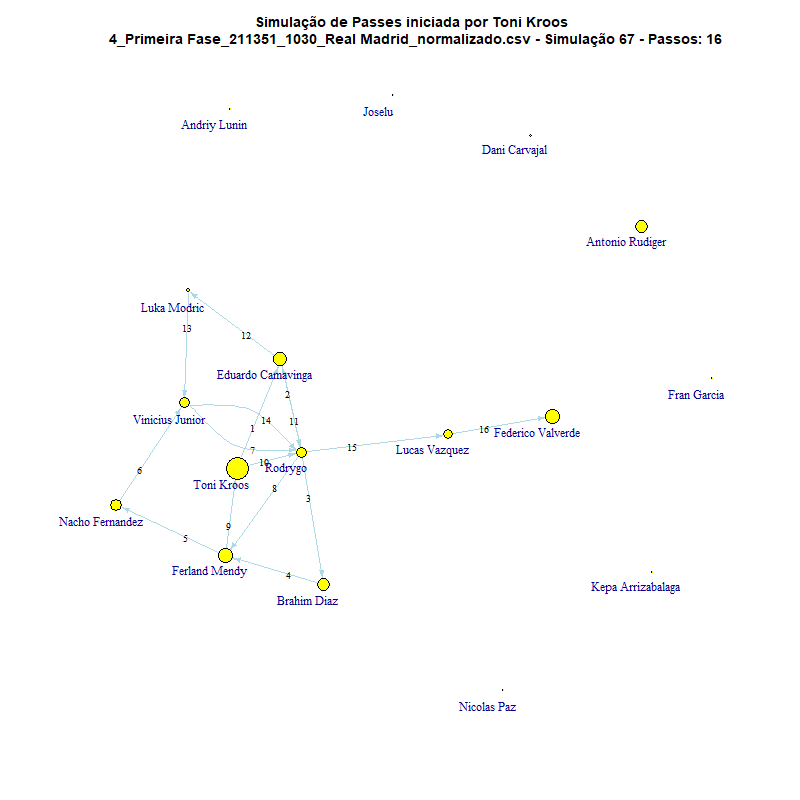 Simulação de Passes iniciada por Toni Kroos
4_Primeira Fase_211351_1030_Real Madrid_normalizado.csv - Simulação 67 - Passos: 16
Joselu
Andriy Lunin
Dani Carvajal
Antonio Rudiger
Luka Modric
13
12
Eduardo Camavinga
2
Fran Garcia
Vinicius Junior
14
11
1
Federico Valverde
16
15
Lucas Vazquez
7
10
Rodrygo
6
Toni Kroos
8
3
Nacho Fernandez
9
5
Ferland Mendy
4
Kepa Arrizabalaga
Brahim Diaz
Nicolas Paz